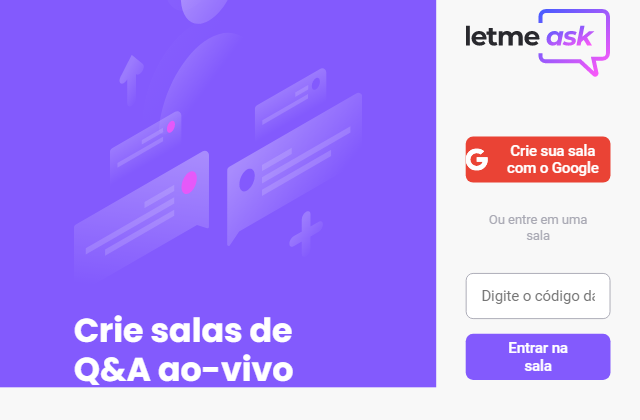 Crie salas de
Q&A ao-vivo
letme ask
Crie sua sala
com o Google
Ou entre em uma
sala
Digite o código da
Entrar na
sala